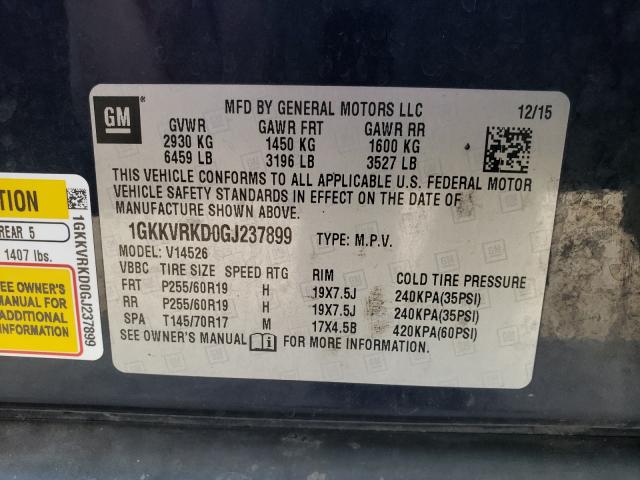 GM®
MFD BY GENERAL MOTORS LLC
12/15
GVWR GAWR FRT GAWR RR
2930 KG 1450 KG 1600 KG
6459 LB 3196 LB 3527 LB
THIS VEHICLE CONFORMS TO ALL APPLICABLE U.S. FEDERAL MOTOR
VEHICLE SAFETY STANDARDS IN EFFECT ON THE DATE OF
MANUFACTURE SHOWN ABOVE.
1GKKVRKD0GJ237899 TYPE: M.P.V.
MODEL: V14526
VBBC TIRE SIZE SPEED RTG RIM COLD TIRE PRESSURE
FRT P255/60R19 H 19X7.5J 240KPA(35PSI)
RR P255/60R19 H 19X7.5J 240KPA(35PSI)
SPA T145/70R17 M 17X4.5B 420KPA(60PSI)
SEE OWNER'S MANUAL FOR MORE INFORMATION.
TION
REAR 5
1407 lbs.
EE OWNER'S
MANUAL FOR
ADDITIONAL
FORMATION
1GKKVRKD0GJ237899